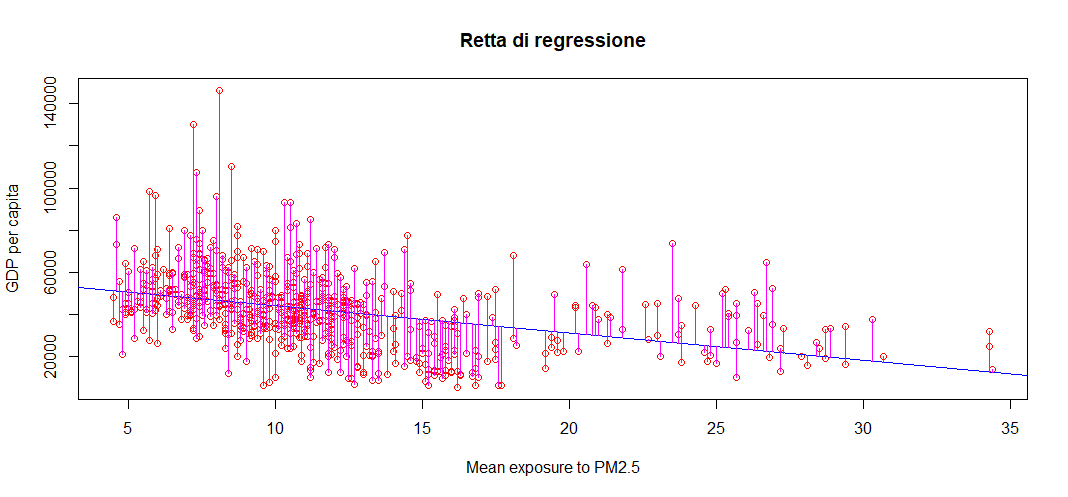 Retta di regressione
GDP per capita
140000
100000
60000
20000
5 10 15 20 25 30 35
Mean exposure to PM2.5